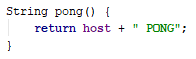 String pong() {
    return host + " PONG";
}